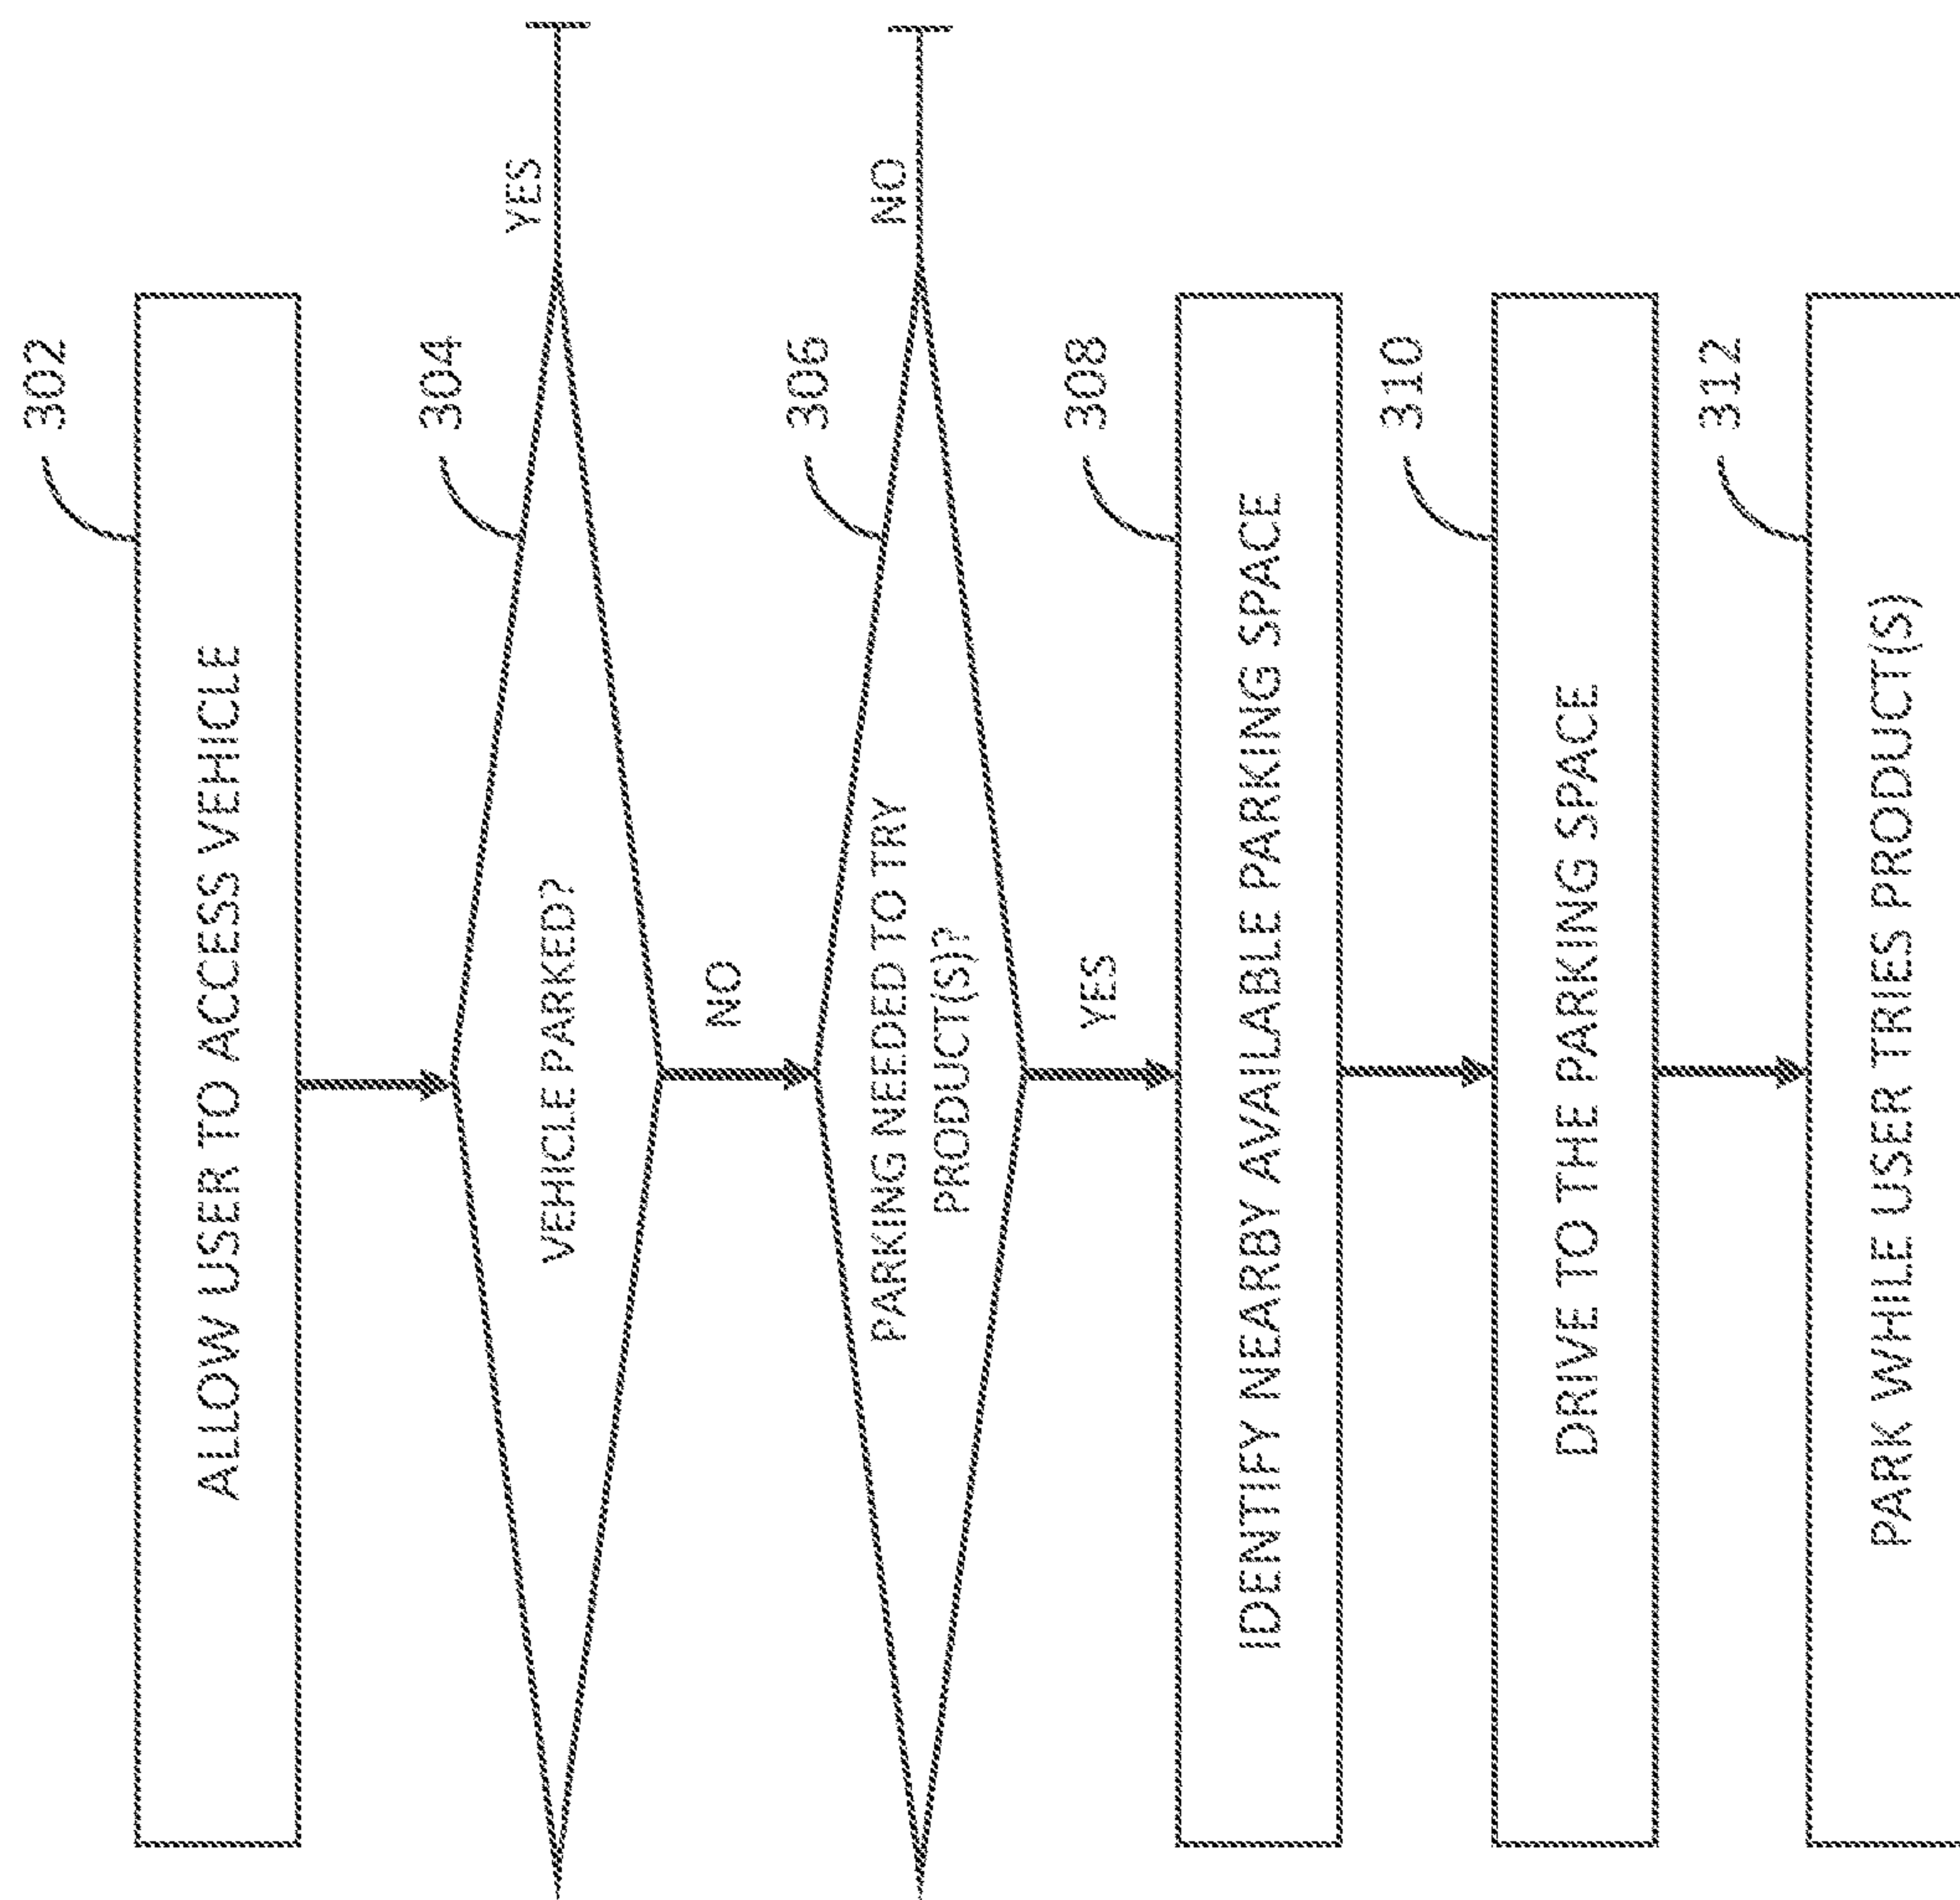 302
ALLOW USER TO ACCESS VEHICLE
304
VEHICLE PARKED?
YES
NO
306
PARKING NEEDED TO TRY
PRODUCT(S)?
NO
YES
308
IDENTIFY NEARBY AVAILABLE PARKING SPACE
310
DRIVE TO THE PARKING SPACE
312
PARK WHILE USER TRIES PRODUCT(S)